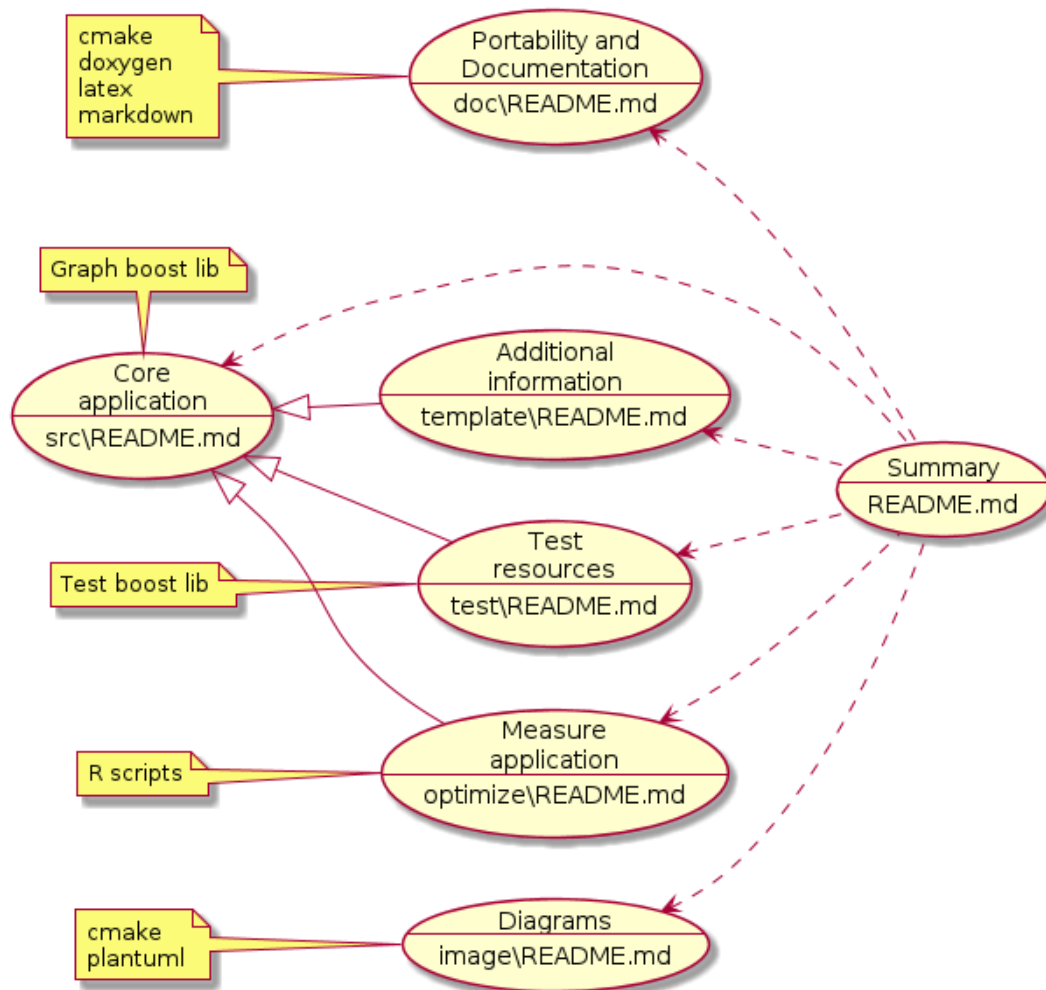 cmake
doxygen
latex
markdown
Portability and
Documentation
doc\README.md
Graph boost lib
Core
application
src\README.md
Additional
information
template\README.md
Summary
README.md
Test boost lib
Test
resources
test\README.md
R scripts
Measure
application
optimize\README.md
cmake
plantuml
Diagrams
image\README.md